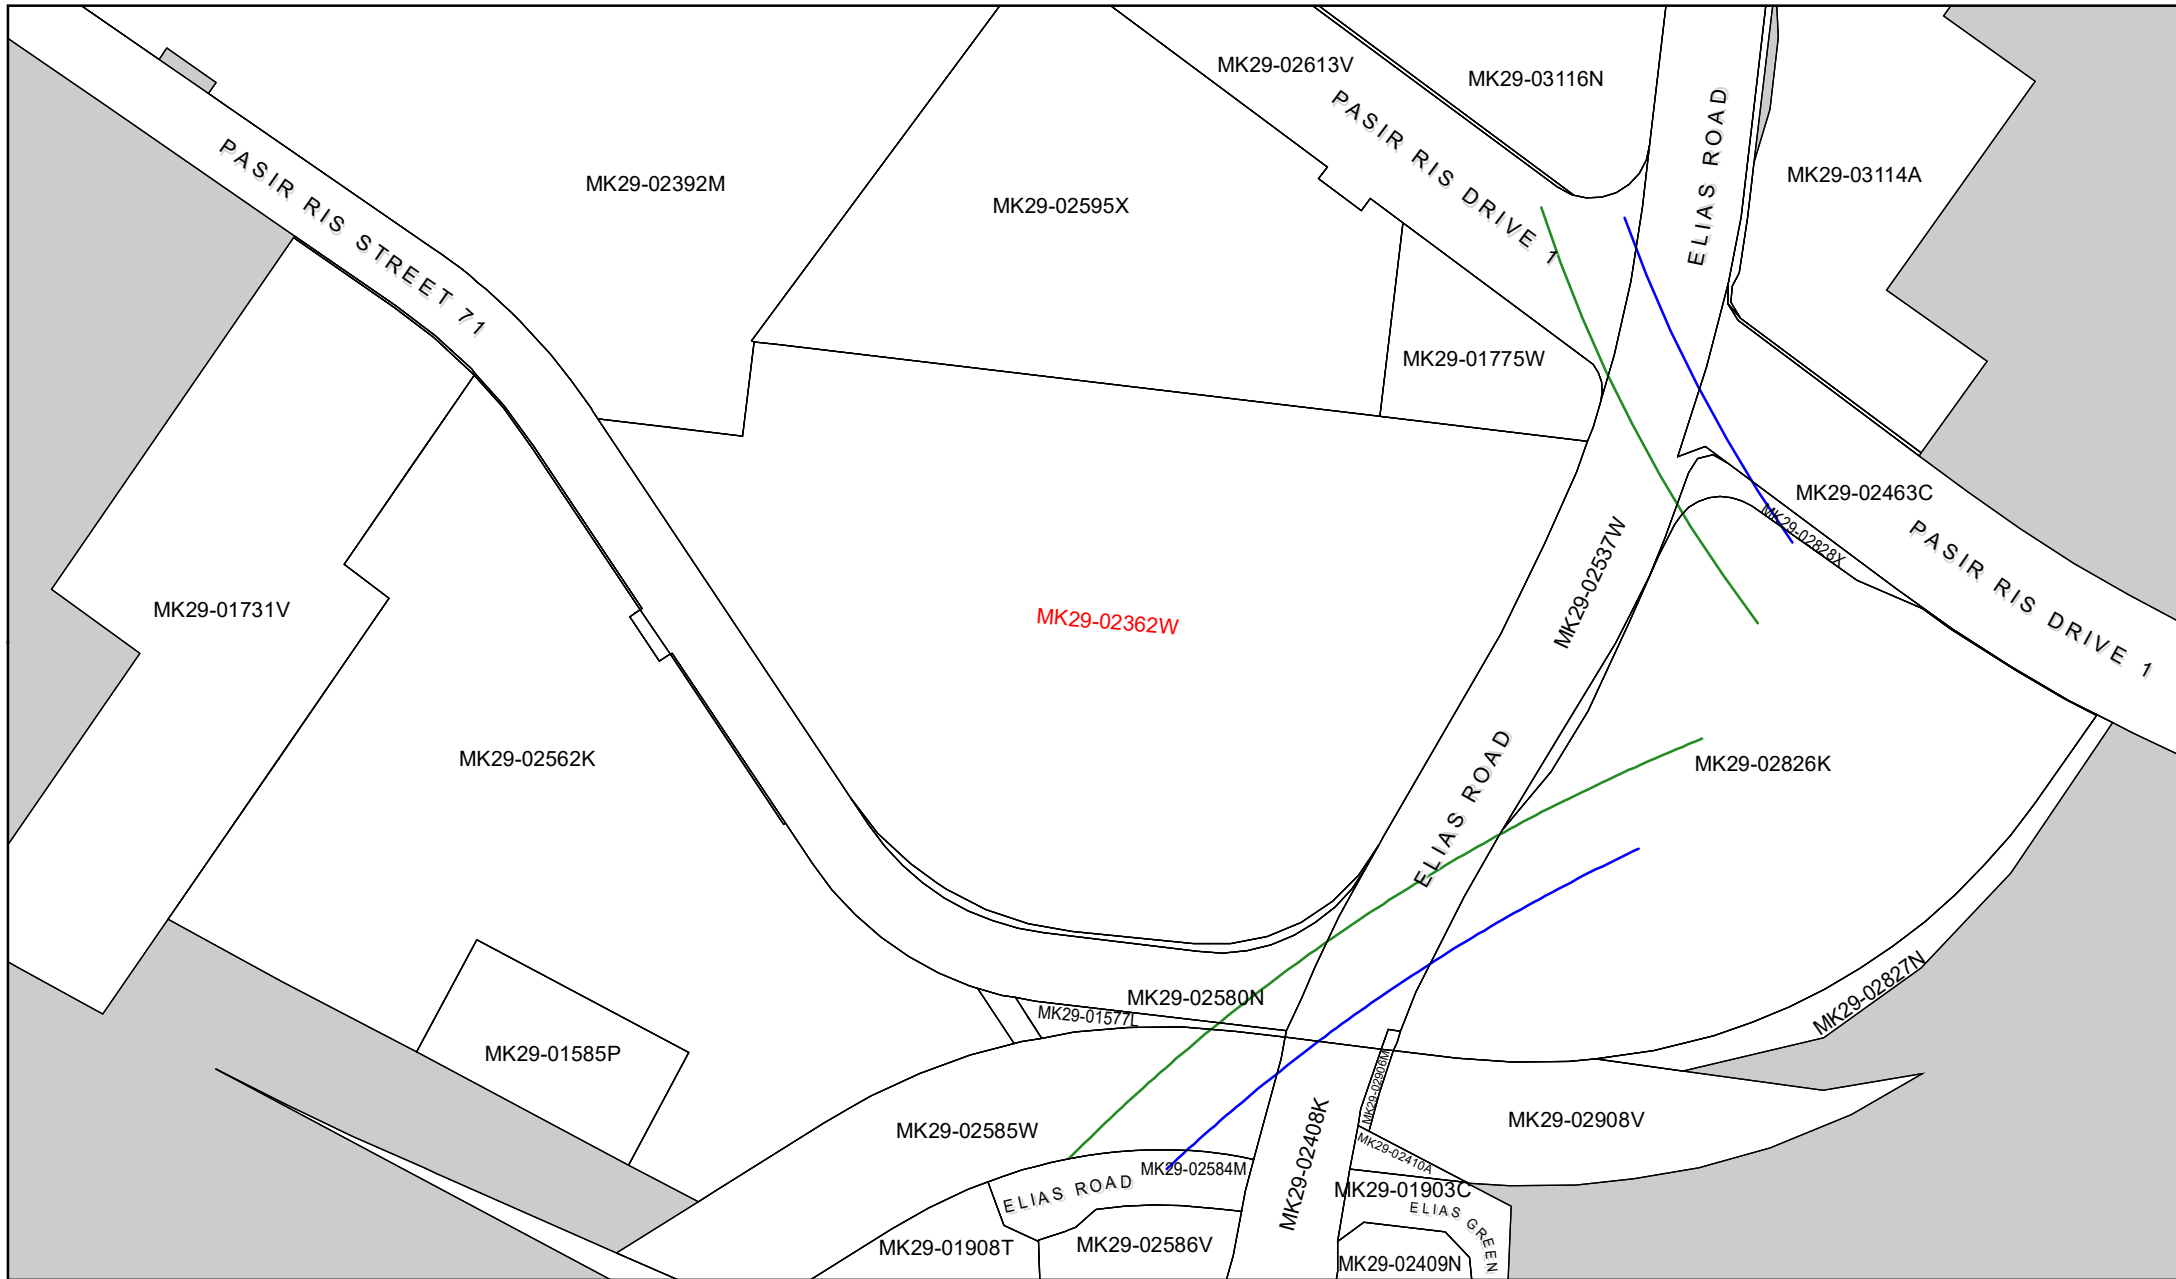 MK29-02613V
MK29-03116N
PASIR RIS DRIVE 1
ELIAS ROAD
PASIR RIS STREET 71
MK29-02392M
MK29-02595X
MK29-03114A
MK29-01775W
MK29-02463C
MK29-02828X
PASIR RIS DRIVE 1
MK29-01731V
MK29-02362W
MK29-02537W
MK29-02562K
ELIAS ROAD
MK29-02826K
MK29-02580N
MK29-01577L
MK29-02827N
MK29-01585P
MK29-02906M
MK29-02585W
MK29-02408K
MK29-02908V
MK29-02410A
MK29-02584M
ELIAS ROAD
MK29-01903C
ELIAS GREEN
MK29-01908T
MK29-02586V
MK29-02409N